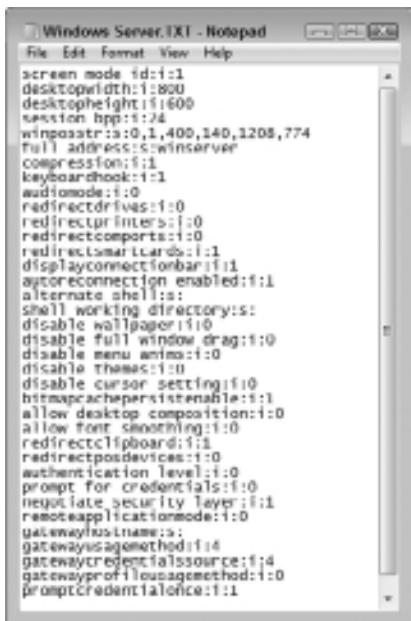 Windows Server.TXT - Notepad
File Edit Format View Help
screen mode id:i:1
desktopwidth:i:800
desktopheight:i:600
session bpp:i:24
winposstr:s:0,1,400,140,1208,774
full address:s:winserver
compression:i:1
keyboardhook:i:1
audiomode:i:0
redirectdrives:i:0
redirectprinters:i:0
redirectcomports:i:0
redirectsmartcards:i:1
displayconnectionbar:i:1
autoreconnection enabled:i:1
alternate shell:s:
shell working directory:s:
disable wallpaper:i:0
disable full window drag:i:0
disable menu anims:i:0
disable themes:i:0
disable cursor setting:i:0
bitmapcachepersistenable:i:1
allow desktop composition:i:0
allow font smoothing:i:0
redirectclipboard:i:1
redirectposdevices:i:0
authentication level:i:0
prompt for credentials:i:0
negotiate security layer:i:1
remoteapplicationmode:i:0
gatewayhostname:s:
gatewayusagemethod:i:4
gatewaycredentialssource:i:4
gatewayprofileusagemethod:i:0
promptcredentialonce:i:1